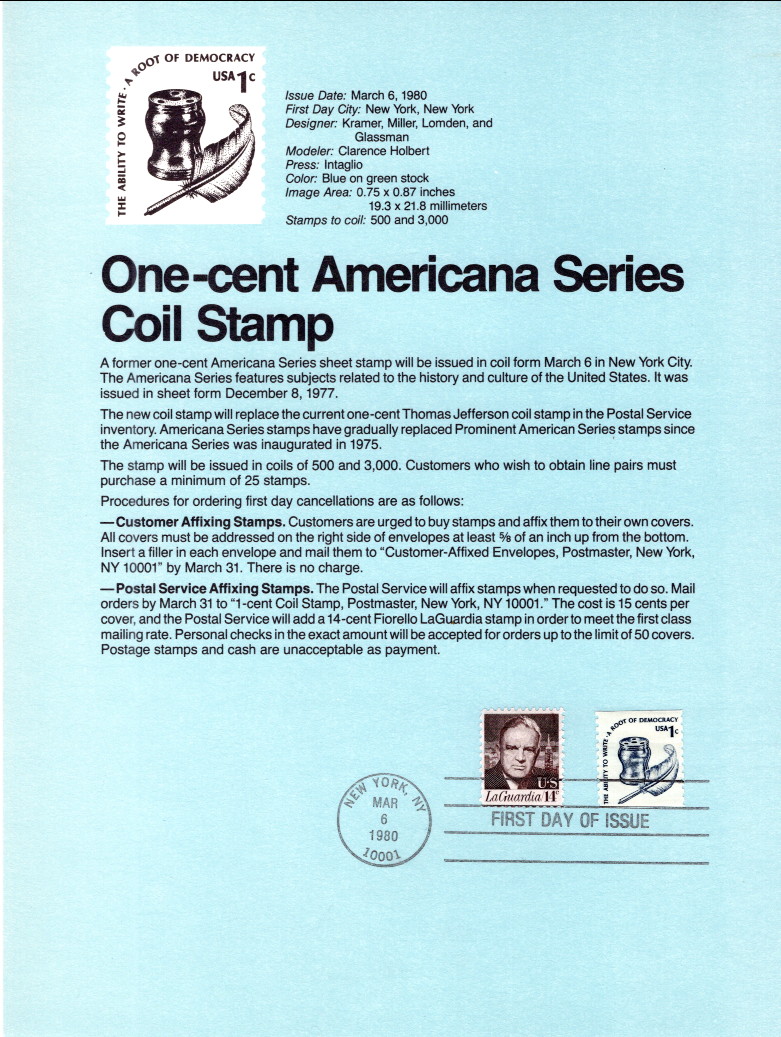 THE ABILITY TO WRITE · A ROOT OF DEMOCRACY
USA 1c
Issue Date: March 6, 1980
First Day City: New York, New York
Designer: Kramer, Miller, Lomden, and
Glassman
Modeler: Clarence Holbert
Press: Intaglio
Color: Blue on green stock
Image Area: 0.75 x 0.87 inches
19.3 x 21.8 millimeters
Stamps to coil: 500 and 3,000
One-cent Americana Series
Coil Stamp
A former one-cent Americana Series sheet stamp will be issued in coil form March 6 in New York City.
The Americana Series features subjects related to the history and culture of the United States. It was
issued in sheet form December 8, 1977.
The new coil stamp will replace the current one-cent Thomas Jefferson coil stamp in the Postal Service
inventory. Americana Series stamps have gradually replaced Prominent American Series stamps since
the Americana Series was inaugurated in 1975.
The stamp will be issued in coils of 500 and 3,000. Customers who wish to obtain line pairs must
purchase a minimum of 25 stamps.
Procedures for ordering first day cancellations are as follows:
—Customer Affixing Stamps. Customers are urged to buy stamps and affix them to their own covers.
All covers must be addressed on the right side of envelopes at least ⅝ of an inch up from the bottom.
Insert a filler in each envelope and mail them to “Customer-Affixed Envelopes, Postmaster, New York,
NY 10001” by March 31. There is no charge.
—Postal Service Affixing Stamps. The Postal Service will affix stamps when requested to do so. Mail
orders by March 31 to “1-cent Coil Stamp, Postmaster, New York, NY 10001.” The cost is 15 cents per
cover, and the Postal Service will add a 14-cent Fiorello LaGuardia stamp in order to meet the first class
mailing rate. Personal checks in the exact amount will be accepted for orders up to the limit of 50 covers.
Postage stamps and cash are unacceptable as payment.
U·S
LaGuardia 14c
THE ABILITY TO WRITE · A ROOT OF DEMOCRACY
USA 1c
NEW YORK, NY
MAR
6
1980
10001
FIRST DAY OF ISSUE